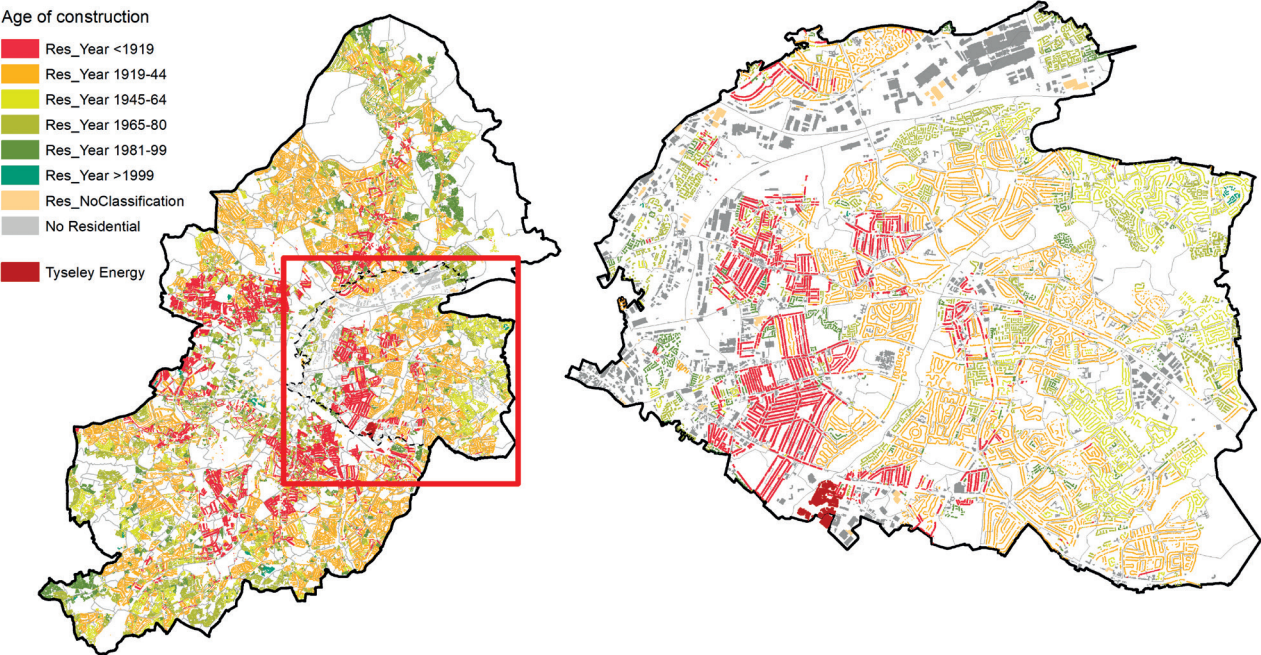 Age of construction
Res_Year <1919
Res_Year 1919-44
Res_Year 1945-64
Res_Year 1965-80
Res_Year 1981-99
Res_Year >1999
Res_NoClassification
No Residential
Tyseley Energy